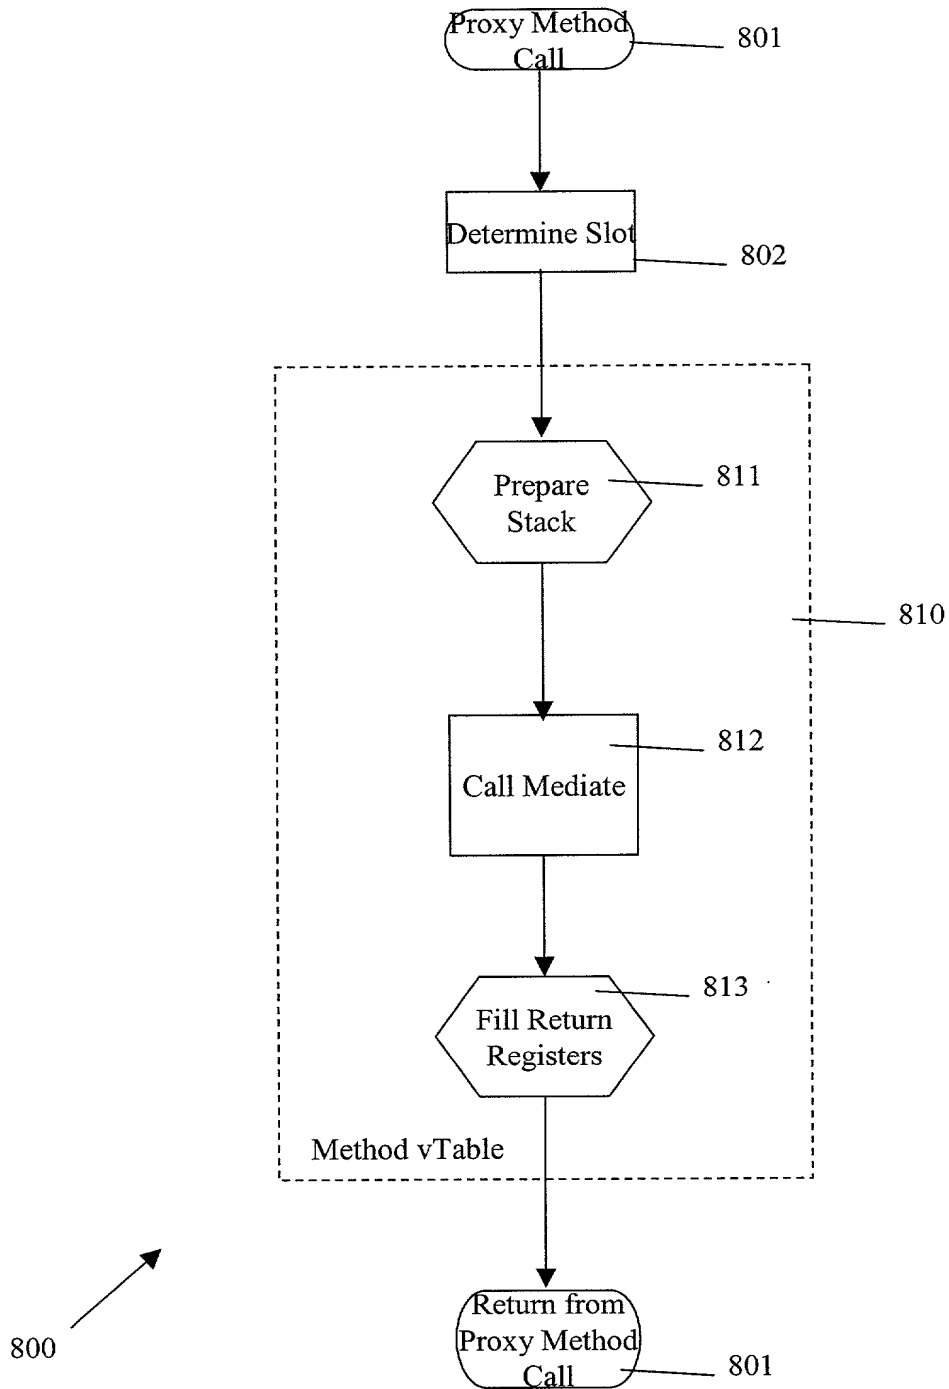 Proxy Method
Call
801
Determine Slot
802
Prepare
Stack
811
810
812
Call Mediate
813
Fill Return
Registers
Method vTable
Return from
Proxy Method
Call
801
800